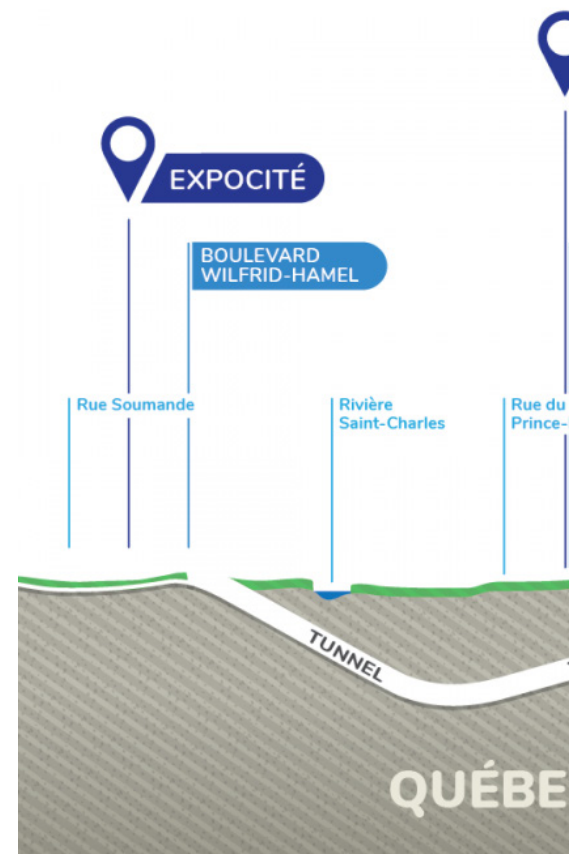 EXPOCITÉ
BOULEVARD
WILFRID-HAMEL
Rue Soumande
Rivière
Saint-Charles
Rue du
Prince-
TUNNEL
QUÉBE